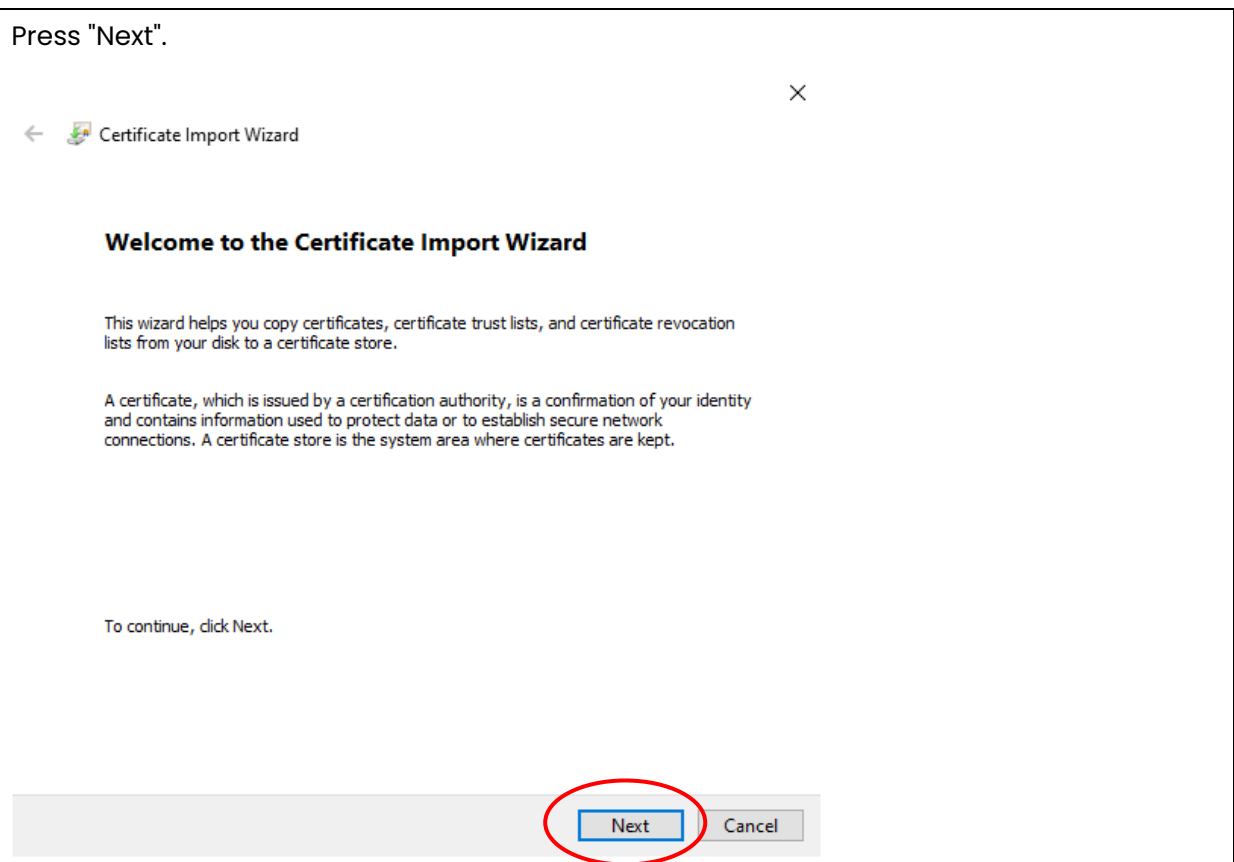 Press "Next".
Certificate Import Wizard
Welcome to the Certificate Import Wizard
This wizard helps you copy certificates, certificate trust lists, and certificate revocation
lists from your disk to a certificate store.
A certificate, which is issued by a certification authority, is a confirmation of your identity
and contains information used to protect data or to establish secure network
connections. A certificate store is the system area where certificates are kept.
To continue, click Next.
Next Cancel